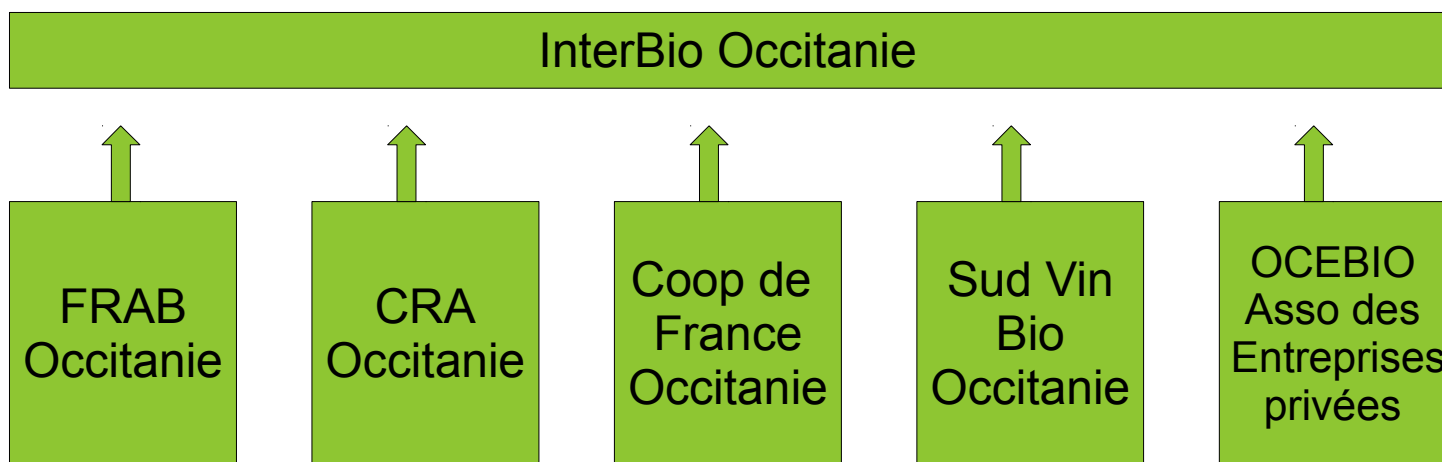 InterBio Occitanie
FRAB
Occitanie
CRA
Occitanie
Coop de
France
Occitanie
Sud Vin
Bio
Occitanie
OCEBIO
Asso des
Entreprises
privées